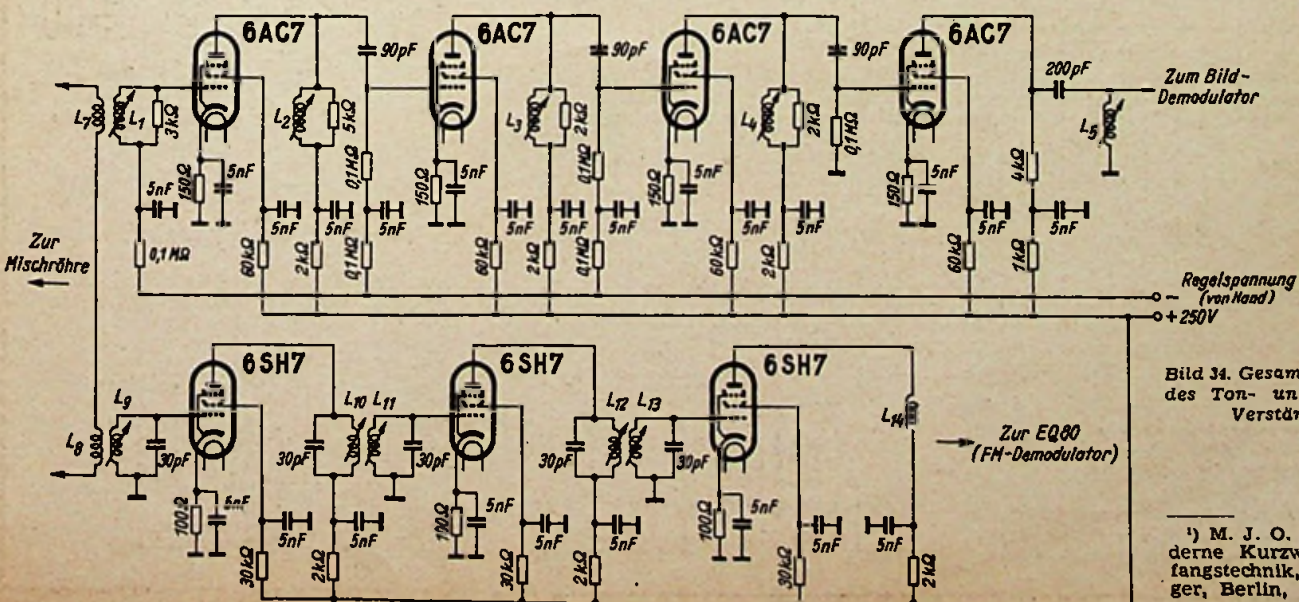 6AC7 6AC7 6AC7 6AC7
90pF 90pF 90pF
200pF
Zum Bild-
Demodulator
L7 L1 3kΩ L2 5kΩ L3 2kΩ L4 2kΩ 0,1MΩ L5
150Ω 5nF 0,1MΩ 150Ω 5nF 0,1MΩ 150Ω 5nF 150Ω 5nF 4kΩ
5nF 5nF 5nF 5nF 5nF 5nF 5nF 5nF 5nF 5nF 5nF
Zur
Mischröhre
0,1MΩ 60kΩ 2kΩ 0,1MΩ 60kΩ 2kΩ 0,1MΩ 60kΩ 2kΩ 60kΩ 1kΩ
Regelspannung
(von Hand)
−
+250V
6SH7 6SH7 6SH7
L8 L9 30pF L10 L11 30pF 30pF L12 L13 30pF 30pF L14
Zur EQ80
(FM-Demodulator)
100Ω 5nF 100Ω 5nF 100Ω 5nF
5nF 5nF 5nF 5nF 5nF 5nF
30kΩ 2kΩ 30kΩ 2kΩ 30kΩ 2kΩ
Bild 34. Gesam
des Ton- un
Verstär
¹) M. J. O.
derne Kurzw
fangstechnik,
ger, Berlin,